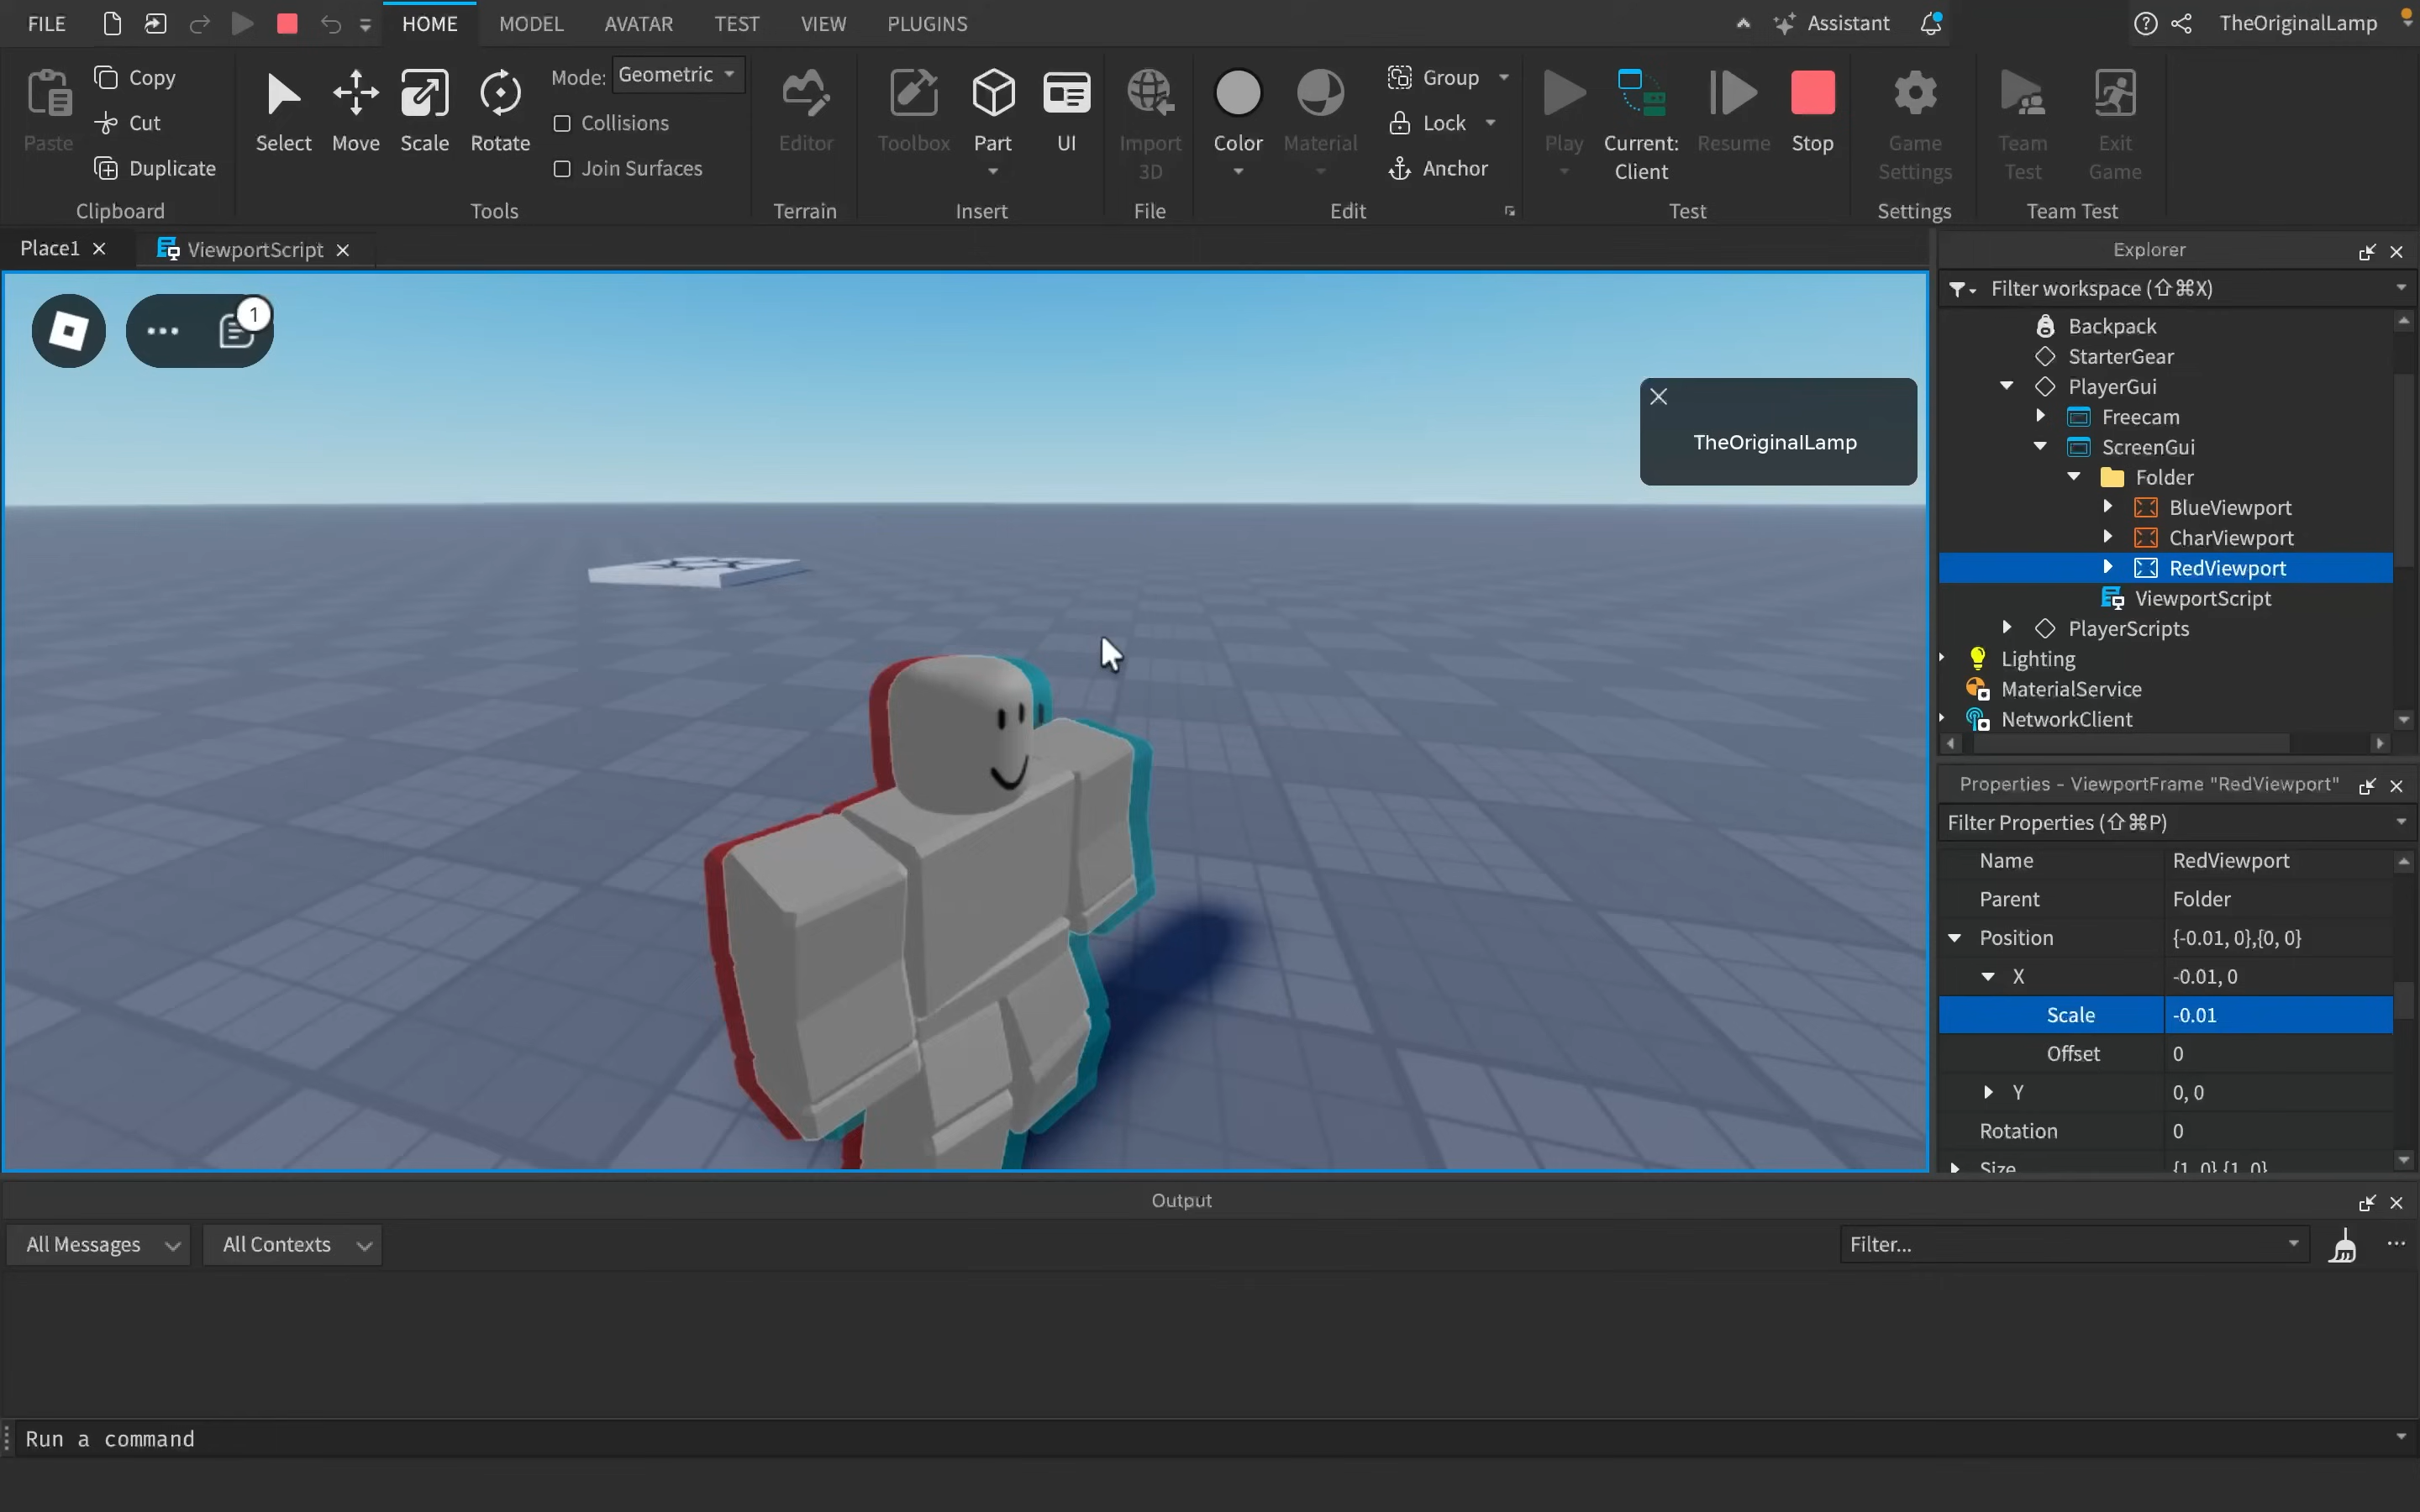 FILE HOME MODEL AVATAR TEST VIEW PLUGINS Assistant TheOriginalLamp
Paste
Copy
Cut
Duplicate
Clipboard
Select Move Scale Rotate
Mode: Geometric
Collisions
Join Surfaces
Tools
Editor
Terrain
Toolbox Part UI
Insert
Import
3D
File
Color Material
Group
Lock
Anchor
Edit
Play
Current:
Client
Resume Stop
Test
Game
Settings
Settings
Team
Test
Exit
Game
Team Test
Place1 ViewportScript
1
TheOriginalLamp
Explorer
Filter workspace (⇧⌘X)
Backpack
StarterGear
PlayerGui
Freecam
ScreenGui
Folder
BlueViewport
CharViewport
RedViewport
ViewportScript
PlayerScripts
Lighting
MaterialService
NetworkClient
Properties - ViewportFrame "RedViewport"
Filter Properties (⇧⌘P)
Name RedViewport
Parent Folder
Position {-0.01, 0},{0, 0}
X -0.01, 0
Scale -0.01
Offset 0
Y 0, 0
Rotation 0
Size {1, 0},{1, 0}
Output
All Messages All Contexts Filter...
Run a command